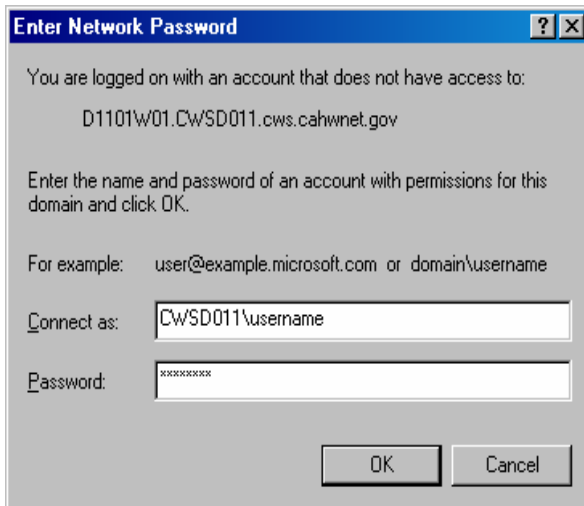 Enter Network Password
You are logged on with an account that does not have access to:
D1101W01.CWSD011.cws.cahwnet.gov
Enter the name and password of an account with permissions for this
domain and click OK.
For example: user@example.microsoft.com or domain\username
Connect as: CWSD011\username
Password: xxxxxxxx
OK Cancel